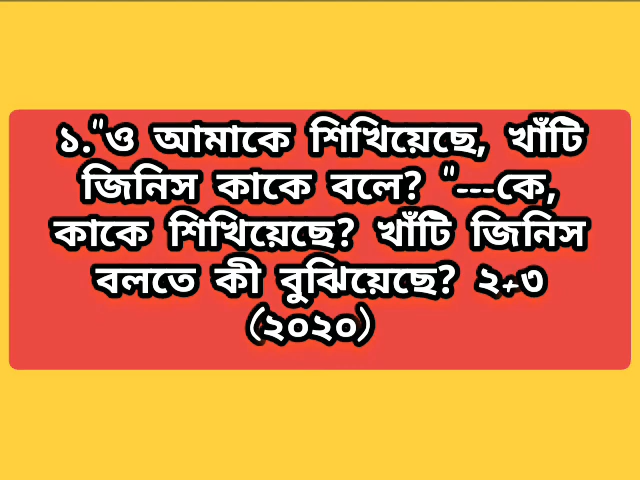 ১."ও আমাকে শিখিয়েছে, খাঁটি
জিনিস কাকে বলে? "---কে,
কাকে শিখিয়েছে? খাঁটি জিনিস
বলতে কী বুঝিয়েছে? ২+৩
(২০২০)